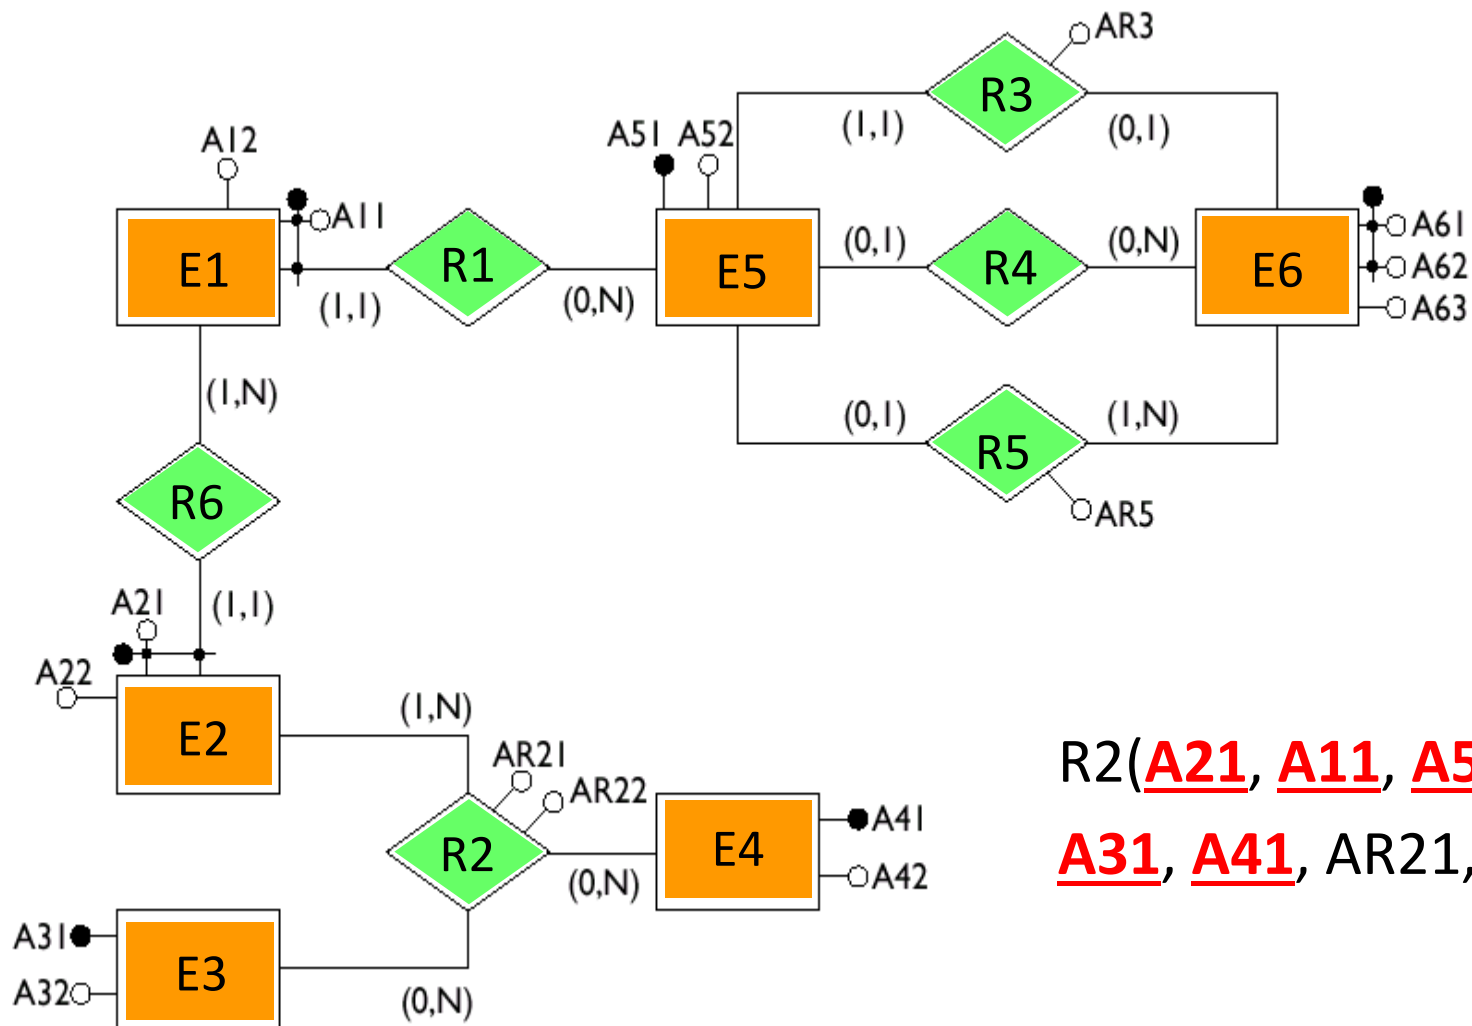 AR3
R3
(1,1)
(0,1)
A12
A51 A52
A11
A61
E1
R1
E5
(0,1)
R4
(0,N)
E6
A62
(1,1)
(0,N)
A63
(1,N)
(0,1)
(1,N)
R5
R6
AR5
A21
(1,1)
A22
(1,N)
E2
AR21
AR22
R2(A21, A11, A5
A41
R2
E4
A31, A41, AR21,
(0,N)
A42
A31
E3
A32
(0,N)